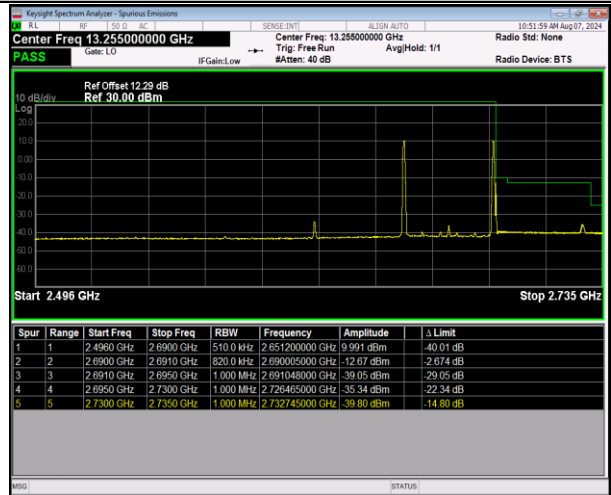 Keysight Spectrum Analyzer - Spurious Emissions
RL RF 50 Ω AC SENSE:INT ALIGN AUTO 10:51:59 AM Aug 07, 2024
Center Freq 13.255000000 GHz Center Freq: 13.255000000 GHz Radio Std: None
Gate: LO Trig: Free Run Avg|Hold: 1/1
PASS IFGain:Low #Atten: 40 dB Radio Device: BTS
Ref Offset 12.29 dB
10 dB/div Ref 30.00 dBm
Log
20.0
10.0
0.00
-10.0
-20.0
-30.0
-40.0
-50.0
-60.0
Start 2.496 GHz Stop 2.735 GHz
Spur Range Start Freq Stop Freq RBW Frequency Amplitude Δ Limit
1 1 2.4960 GHz 2.6900 GHz 510.0 kHz 2.651200000 GHz 9.991 dBm -40.01 dB
2 2 2.6900 GHz 2.6910 GHz 820.0 kHz 2.690005000 GHz -12.67 dBm -2.674 dB
3 3 2.6910 GHz 2.6950 GHz 1.000 MHz 2.691048000 GHz -39.05 dBm -29.05 dB
4 4 2.6950 GHz 2.7300 GHz 1.000 MHz 2.726465000 GHz -35.34 dBm -22.34 dB
5 5 2.7300 GHz 2.7350 GHz 1.000 MHz 2.732745000 GHz -39.80 dBm -14.80 dB
MSG STATUS